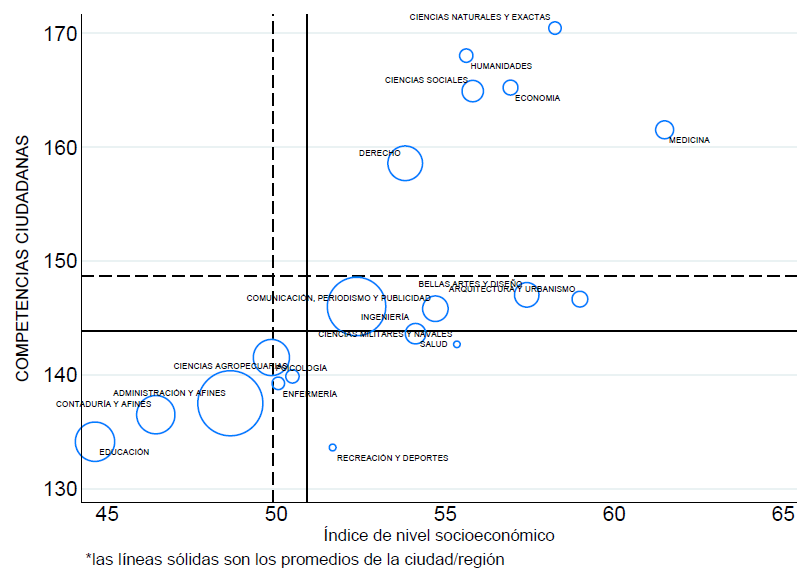 CIENCIAS NATURALES Y EXACTAS
170
HUMANIDADES
CIENCIAS SOCIALES
ECONOMIA
MEDICINA
160
DERECHO
COMPETENCIAS CIUDADANAS
150
BELLAS ARTES Y DISEÑO
ARQUITECTURA Y URBANISMO
COMUNICACIÓN, PERIODISMO Y PUBLICIDAD
INGENIERÍA
CIENCIAS MILITARES Y NAVALES
SALUD
140
CIENCIAS AGROPECUARIAS
PSICOLOGÍA
ADMINISTRACIÓN Y AFINES
ENFERMERÍA
CONTADURÍA Y AFINES
EDUCACIÓN
RECREACIÓN Y DEPORTES
130
45 50 55 60 65
Índice de nivel socioeconómico
*las líneas sólidas son los promedios de la ciudad/región